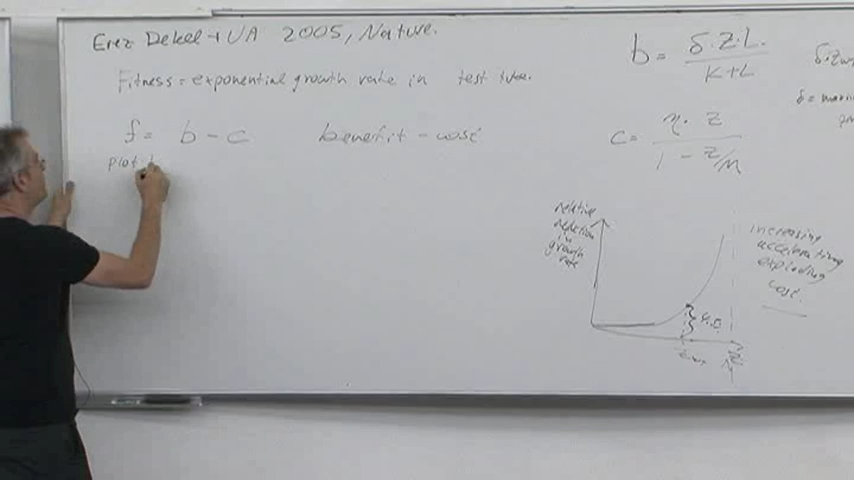 Erez Dekel + UA 2005, Nature.
Fitness = exponential growth rate in test tube.
f = b - c benefit - cost
plot
b = δ·Z·L / K+L
δ·Z
δ =
c = η·Z / 1 - Z/M
relative
reduction
in
growth
rate
increasing
accelerating
exploding
cost.
Z
M